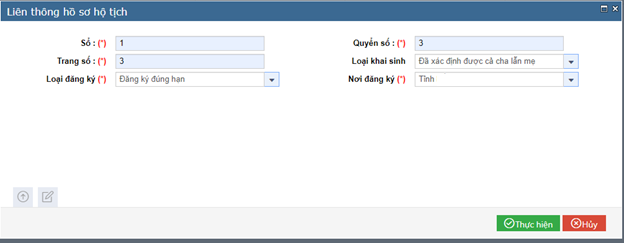 Liên thông hồ sơ hộ tịch
Số : (*) 1 Quyển số : (*) 3
Trang số : (*) 3 Loại khai sinh Đã xác định được cả cha lẫn mẹ
Loại đăng ký (*) Đăng ký đúng hạn Nơi đăng ký (*) Tỉnh
Thực hiện Hủy